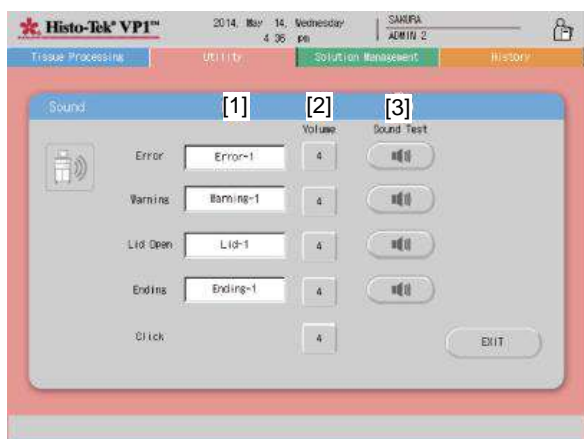 Histo-Tek® VP1™ 2014, May 14, Wednesday SAKURA
4 36 pm ADMIN 2
Tissue Processing Utility Solution Management History
Sound [1] [2] [3]
Volume Sound Test
Error Error-1 4
Warning Warning-1 4
Lid Open Lid-1 4
Ending Ending-1 4
Click 4
EXIT